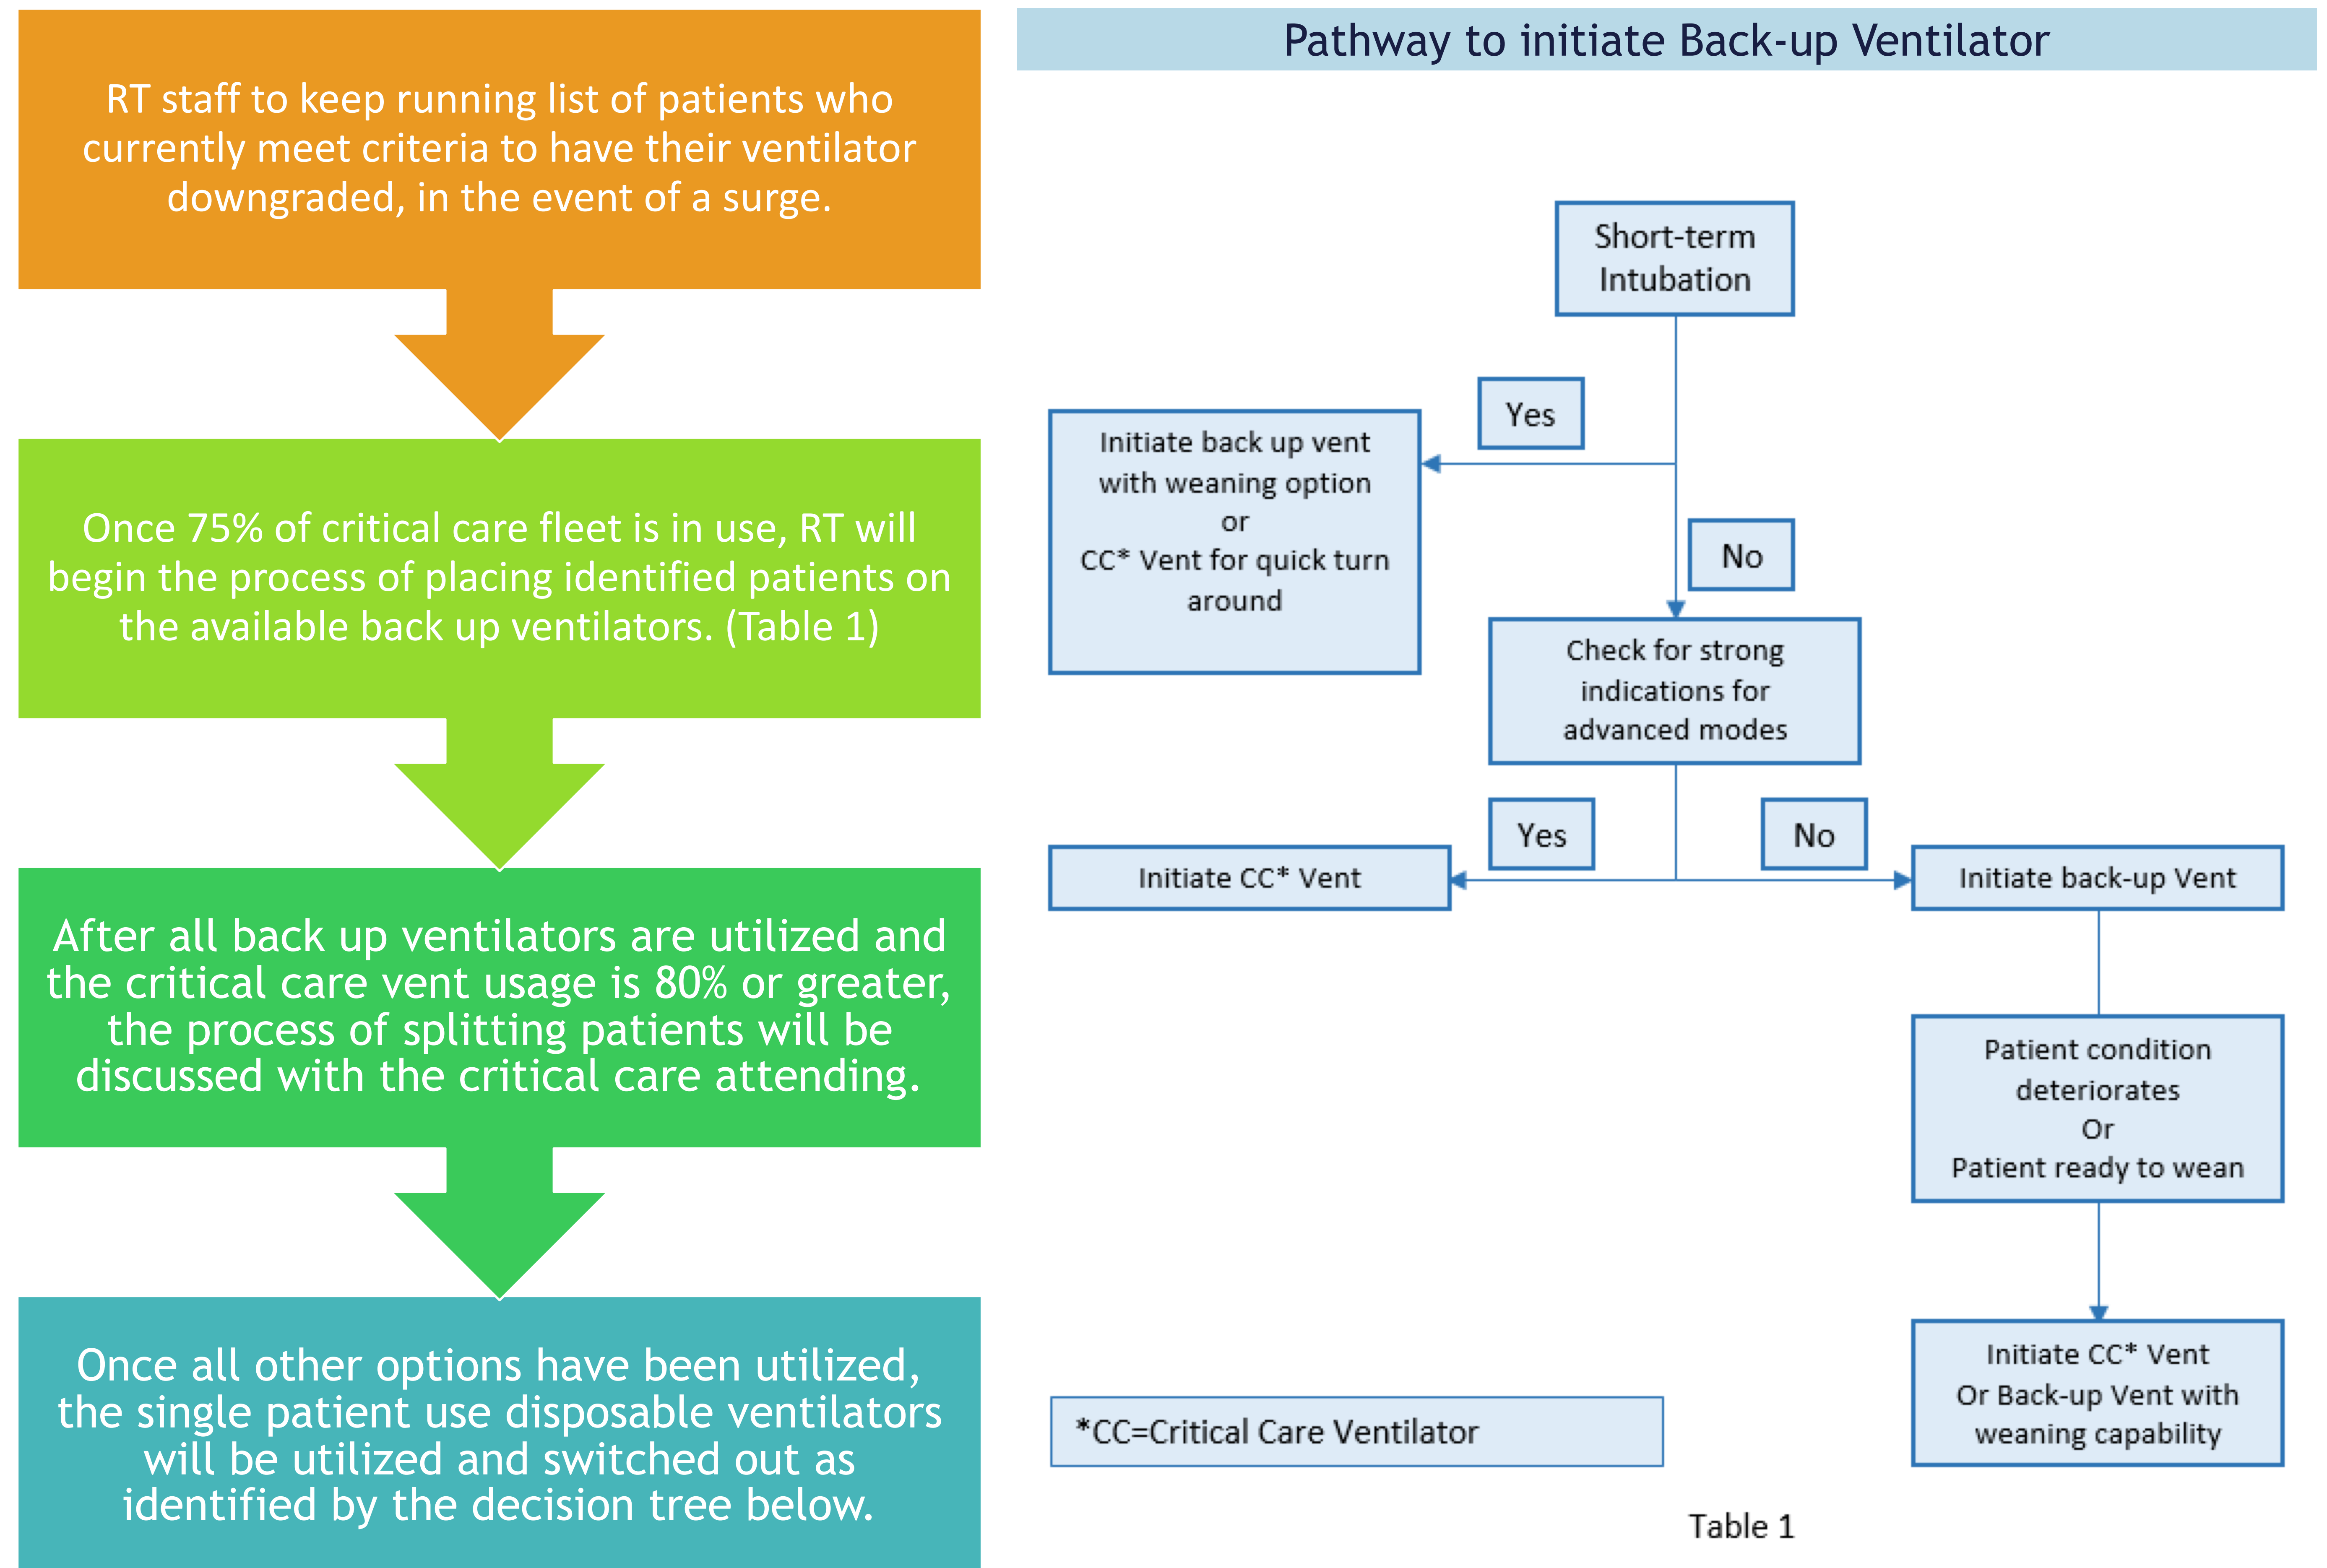 RT staff to keep running list of patients who
currently meet criteria to have their ventilator
downgraded, in the event of a surge.
Once 75% of critical care fleet is in use, RT will
begin the process of placing identified patients on
the available back up ventilators. (Table 1)
After all back up ventilators are utilized and
the critical care vent usage is 80% or greater,
the process of splitting patients will be
discussed with the critical care attending.
Once all other options have been utilized,
the single patient use disposable ventilators
will be utilized and switched out as
identified by the decision tree below.
Pathway to initiate Back-up Ventilator
Short-term
Intubation
Yes
Initiate back up vent
with weaning option
or
CC* Vent for quick turn
around
No
Check for strong
indications for
advanced modes
Yes
No
Initiate CC* Vent
Initiate back-up Vent
Patient condition
deteriorates
Or
Patient ready to wean
Initiate CC* Vent
Or Back-up Vent with
weaning capability
*CC=Critical Care Ventilator
Table 1